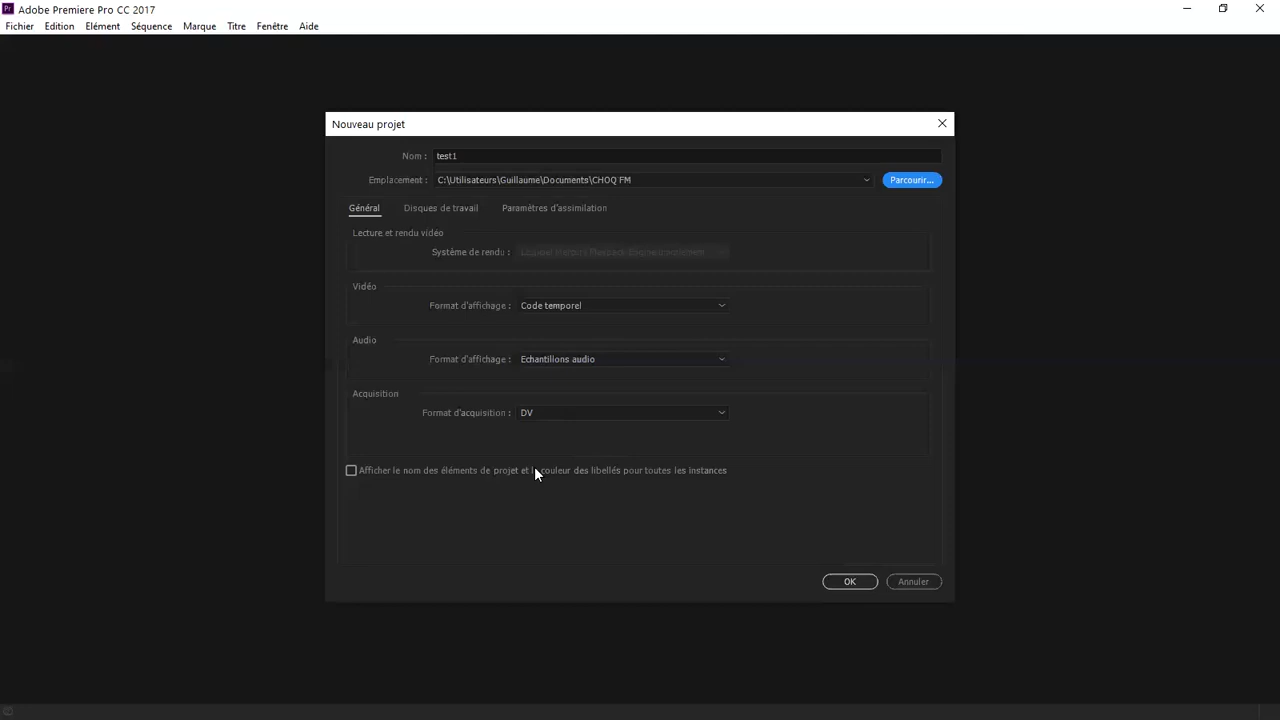 Pr Adobe Premiere Pro CC 2017
Fichier Edition Elément Séquence Marque Titre Fenêtre Aide
Nouveau projet
Nom : test1
Emplacement : C:\Utilisateurs\Guillaume\Documents\CHOQ FM Parcourir...
Général Disques de travail Paramètres d'assimilation
Lecture et rendu vidéo
Système de rendu :
Vidéo
Format d'affichage : Code temporel
Audio
Format d'affichage : Echantillons audio
Acquisition
Format d'acquisition : DV
Afficher le nom des éléments de projet et la couleur des libellés pour toutes les instances
OK Annuler